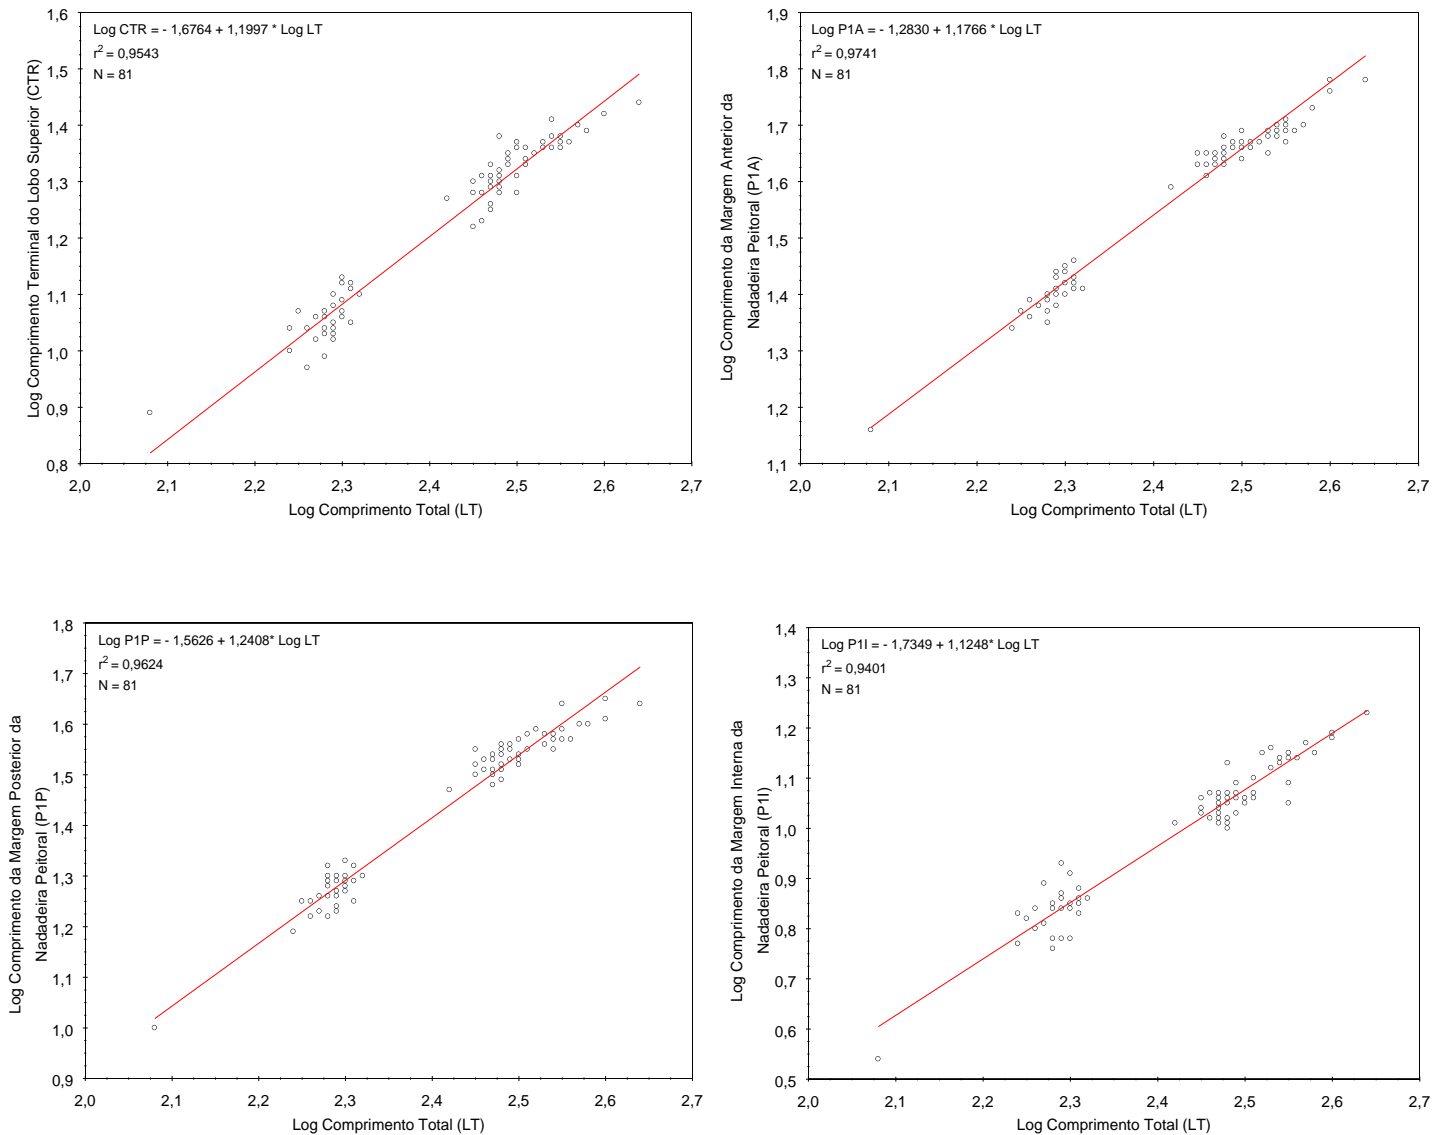 Log CTR = - 1,6764 + 1,1997 * Log LT
r2 = 0,9543
N = 81
Log Comprimento Terminal do Lobo Superior (CTR)
1,6
1,5
1,4
1,3
1,2
1,1
1,0
0,9
0,8
2,0 2,1 2,2 2,3 2,4 2,5 2,6 2,7
Log Comprimento Total (LT)
Log P1A = - 1,2830 + 1,1766 * Log LT
r2 = 0,9741
N = 81
Log Comprimento da Margem Anterior da
Nadadeira Peitoral (P1A)
1,9
1,8
1,7
1,6
1,5
1,4
1,3
1,2
1,1
2,0 2,1 2,2 2,3 2,4 2,5 2,6 2,7
Log Comprimento Total (LT)
Log P1P = - 1,5626 + 1,2408* Log LT
r2 = 0,9624
N = 81
Log Comprimento da Margem Posterior da
Nadadeira Peitoral (P1P)
1,8
1,7
1,6
1,5
1,4
1,3
1,2
1,1
1,0
0,9
2,0 2,1 2,2 2,3 2,4 2,5 2,6 2,7
Log Comprimento Total (LT)
Log P1I = - 1,7349 + 1,1248* Log LT
r2 = 0,9401
N = 81
Log Comprimento da Margem Interna da
Nadadeira Peitoral (P1I)
1,4
1,3
1,2
1,1
1,0
0,9
0,8
0,7
0,6
0,5
2,0 2,1 2,2 2,3 2,4 2,5 2,6 2,7
Log Comprimento Total (LT)